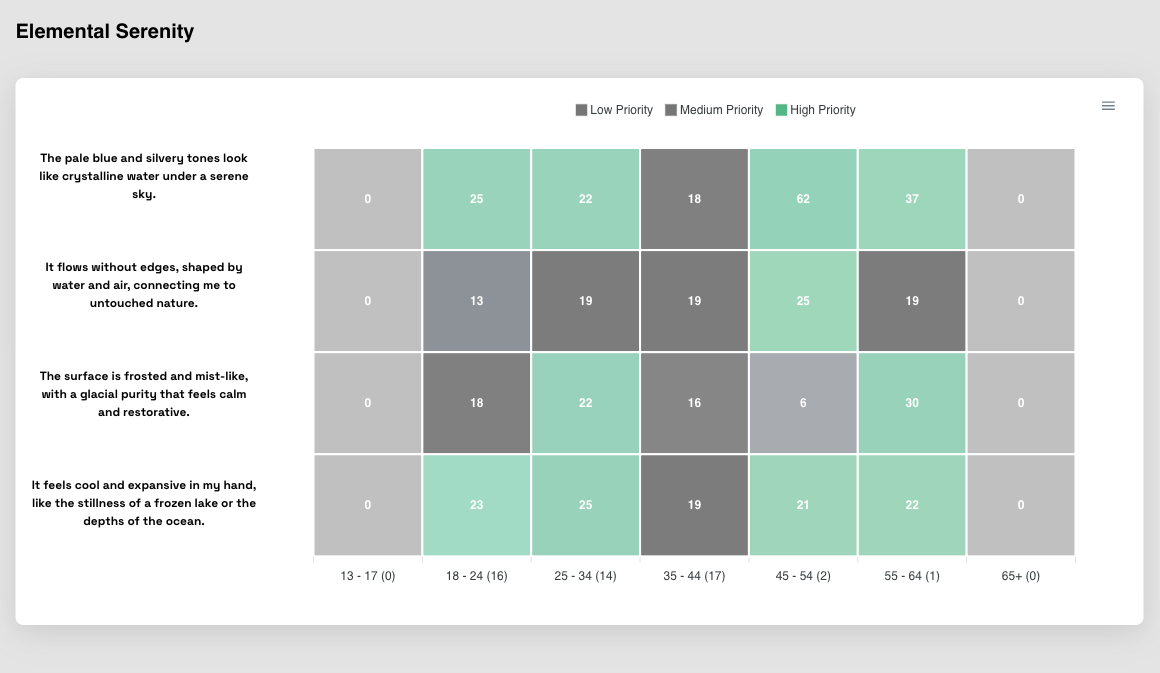 Elemental Serenity
Low Priority Medium Priority High Priority
The pale blue and silvery tones look
like crystalline water under a serene
sky.
0 25 22 18 62 37 0
It flows without edges, shaped by
water and air, connecting me to
untouched nature.
0 13 19 19 25 19 0
The surface is frosted and mist-like,
with a glacial purity that feels calm
and restorative.
0 18 22 16 6 30 0
It feels cool and expansive in my hand,
like the stillness of a frozen lake or the
depths of the ocean.
0 23 25 19 21 22 0
13 - 17 (0) 18 - 24 (16) 25 - 34 (14) 35 - 44 (17) 45 - 54 (2) 55 - 64 (1) 65+ (0)